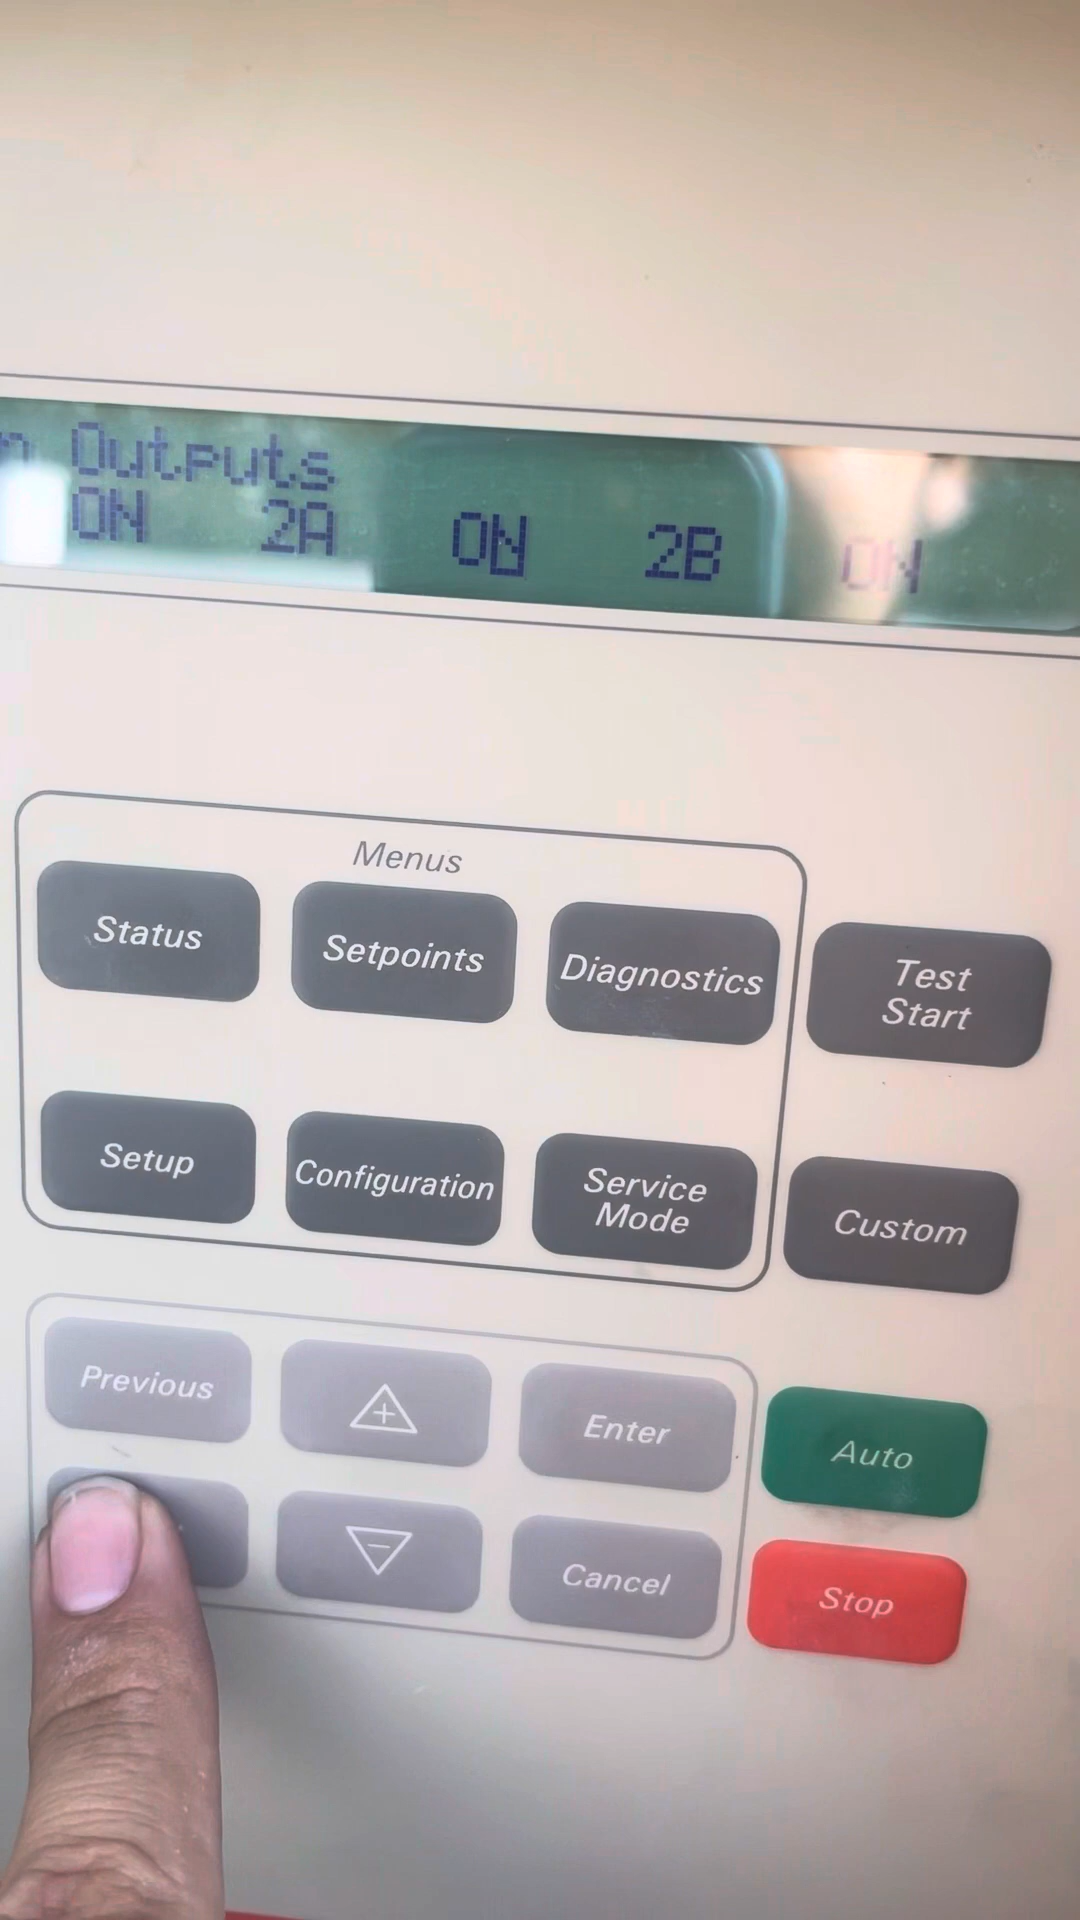 Outputs
ON 2A ON 2B ON
Menus
Status Setpoints Diagnostics Test Start
Setup Configuration Service Mode Custom
Previous + Enter Auto
- Cancel Stop